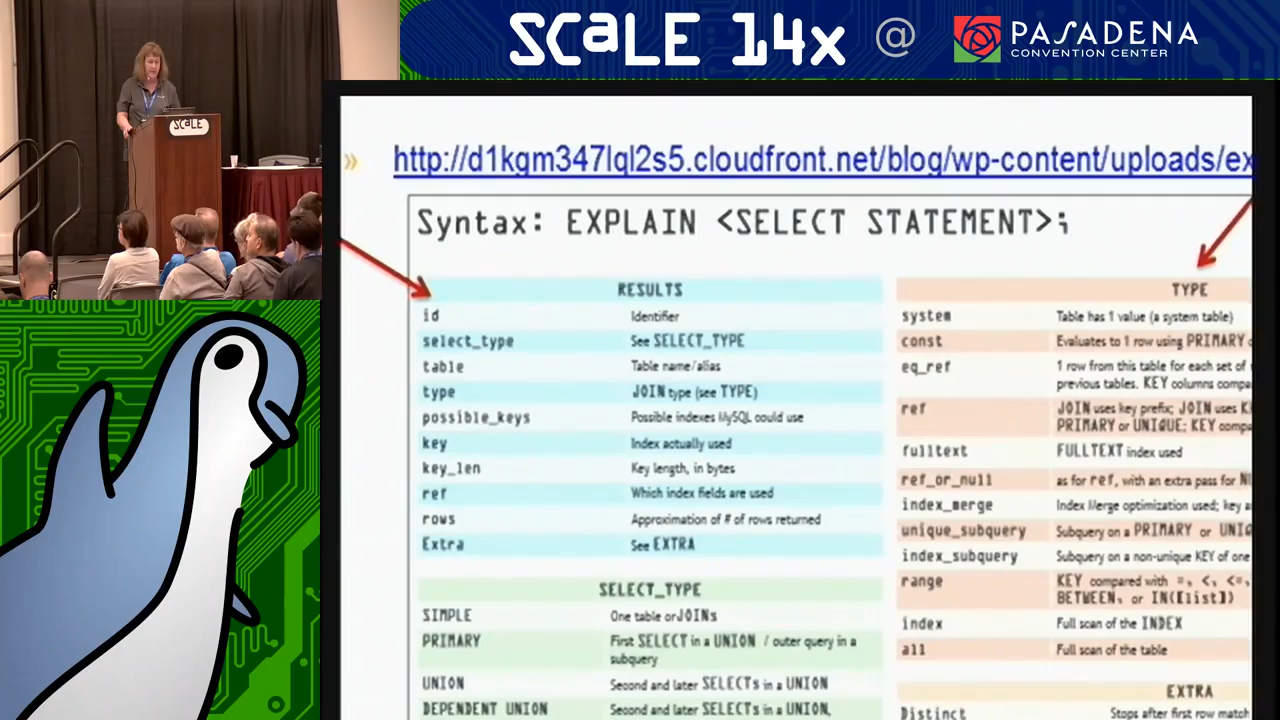 SCaLE 14x @ PASADENA
CONVENTION CENTER
SCALE
» http://d1kgm347lql2s5.cloudfront.net/blog/wp-content/uploads/ex
Syntax: EXPLAIN <SELECT STATEMENT>;
RESULTS
id Identifier
select_type See SELECT_TYPE
table Table name/alias
type JOIN type (see TYPE)
possible_keys Possible indexes MySQL could use
key Index actually used
key_len Key length, in bytes
ref Which index fields are used
rows Approximation of # of rows returned
Extra See EXTRA
SELECT_TYPE
SIMPLE One table or JOINs
PRIMARY First SELECT in a UNION / outer query in a
subquery
UNION Second and later SELECTs in a UNION
DEPENDENT UNION Second and later SELECTs in a UNION,
TYPE
system Table has 1 value (a system table)
const Evaluates to 1 row using PRIMARY
eq_ref 1 row from this table for each set of
previous tables. KEY columns compa
ref JOIN uses key prefix; JOIN uses K
PRIMARY or UNIQUE; KEY compa
fulltext FULLTEXT index used
ref_or_null as for ref, with an extra pass for NU
index_merge Index Merge optimization used; key a
unique_subquery Subquery on a PRIMARY or UNIQ
index_subquery Subquery on a non-unique KEY of one
range KEY compared with =, <, <=,
BETWEEN, or IN([list])
index Full scan of the INDEX
all Full scan of the table
EXTRA
Distinct Stops after first row match